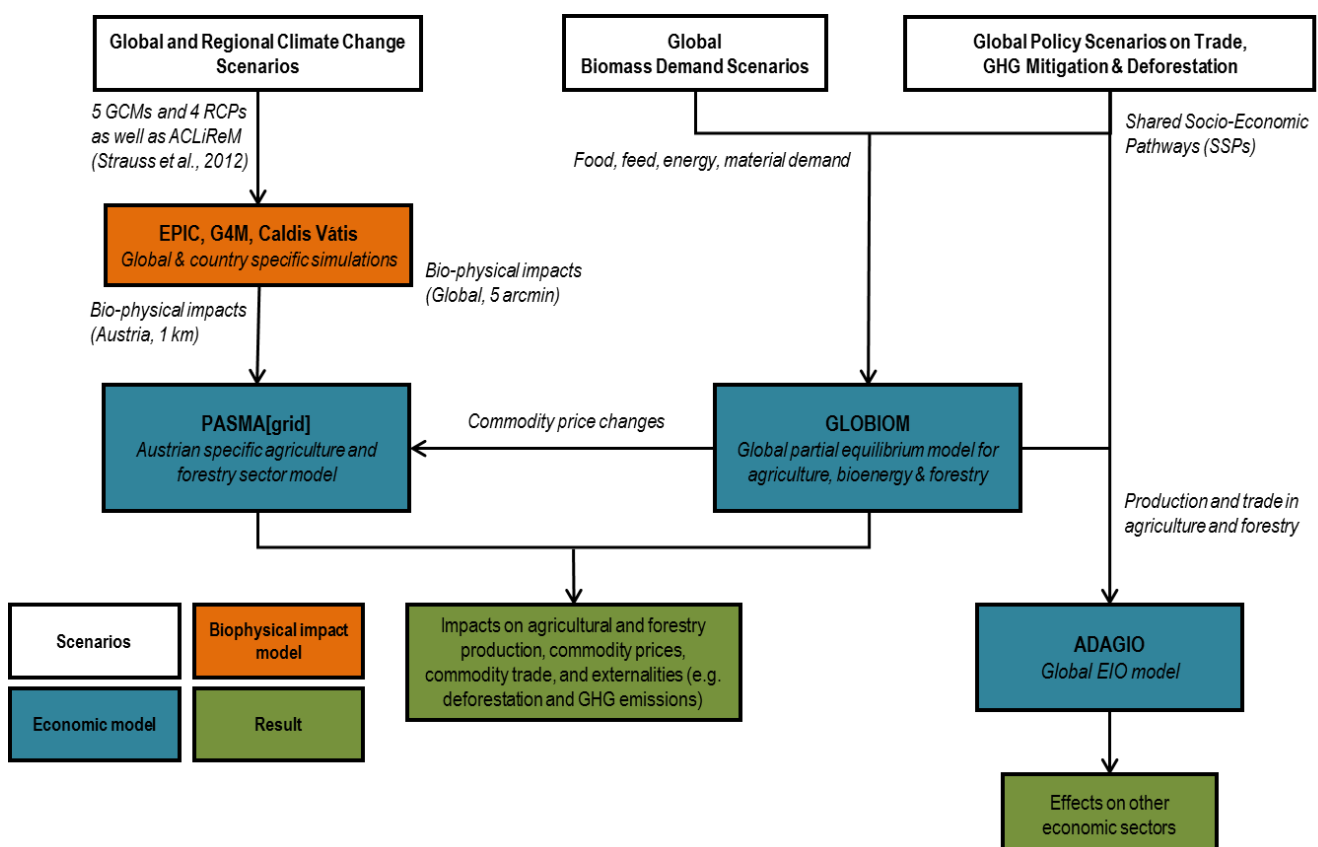 Global and Regional Climate Change
Scenarios
Global
Biomass Demand Scenarios
Global Policy Scenarios on Trade,
GHG Mitigation & Deforestation
5 GCMs and 4 RCPs
as well as ACLiReM
(Strauss et al., 2012)
Shared Socio-Economic
Pathways (SSPs)
Food, feed, energy, material demand
EPIC, G4M, Caldis Vâtis
Global & country specific simulations
Bio-physical impacts
(Global, 5 arcmin)
Bio-physical impacts
(Austria, 1 km)
PASMA[grid]
Austrian specific agriculture and
forestry sector model
Commodity price changes
GLOBIOM
Global partial equilibrium model for
agriculture, bioenergy & forestry
Production and trade in
agriculture and forestry
Scenarios
Biophysical impact
model
Economic model
Result
Impacts on agricultural and forestry
production, commodity prices,
commodity trade, and externalities (e.g.
deforestation and GHG emissions)
ADAGIO
Global EIO model
Effects on other
economic sectors